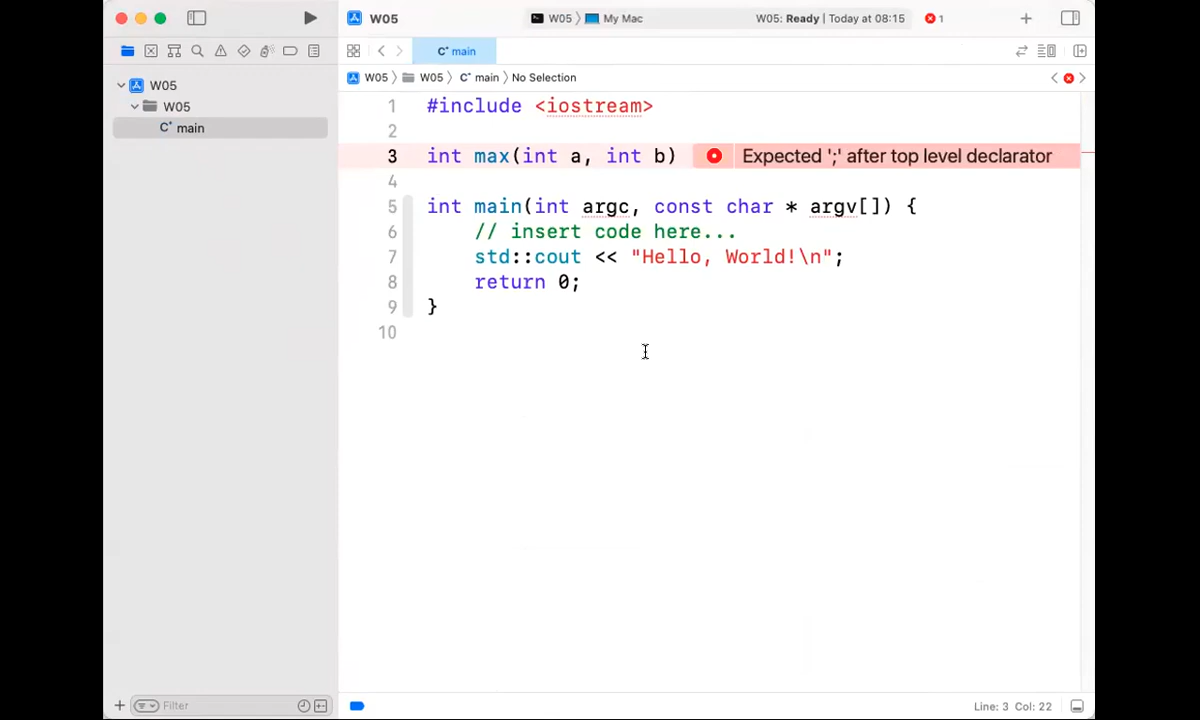 W05
W05 〉 My Mac
W05: Ready | Today at 08:15
1
main
W05 〉 W05 〉 main 〉 No Selection
W05
W05
main
1 #include <iostream>
2
3 int max(int a, int b) Expected ';' after top level declarator
4
5 int main(int argc, const char * argv[]) {
6 // insert code here...
7 std::cout << "Hello, World!\n";
8 return 0;
9 }
10
Filter
Line: 3 Col: 22